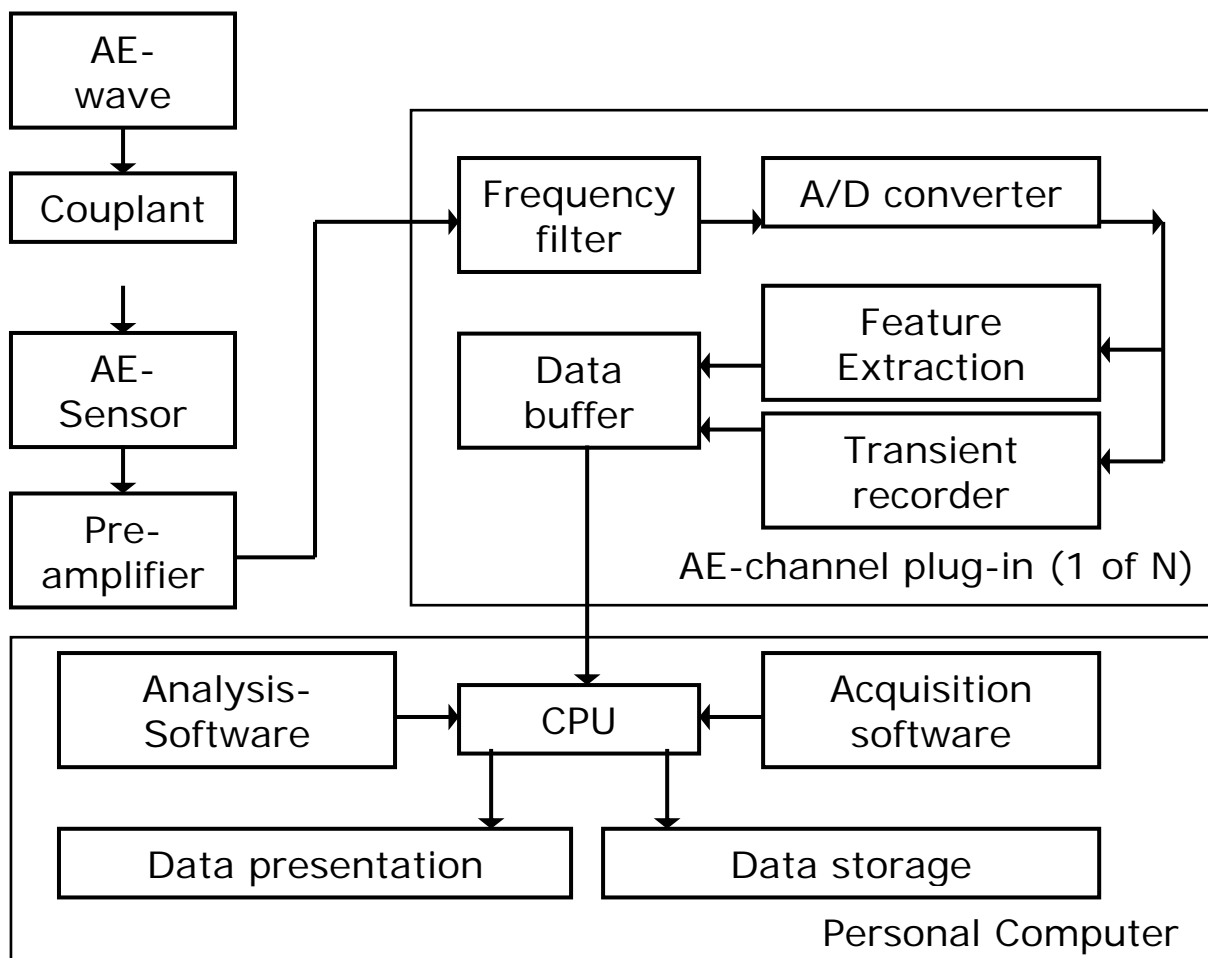 AE-
wave
Couplant
AE-
Sensor
Pre-
amplifier
Frequency
filter
A/D converter
Feature
Extraction
Data
buffer
Transient
recorder
AE-channel plug-in (1 of N)
Analysis-
Software
CPU
Acquisition
software
Data presentation
Data storage
Personal Computer